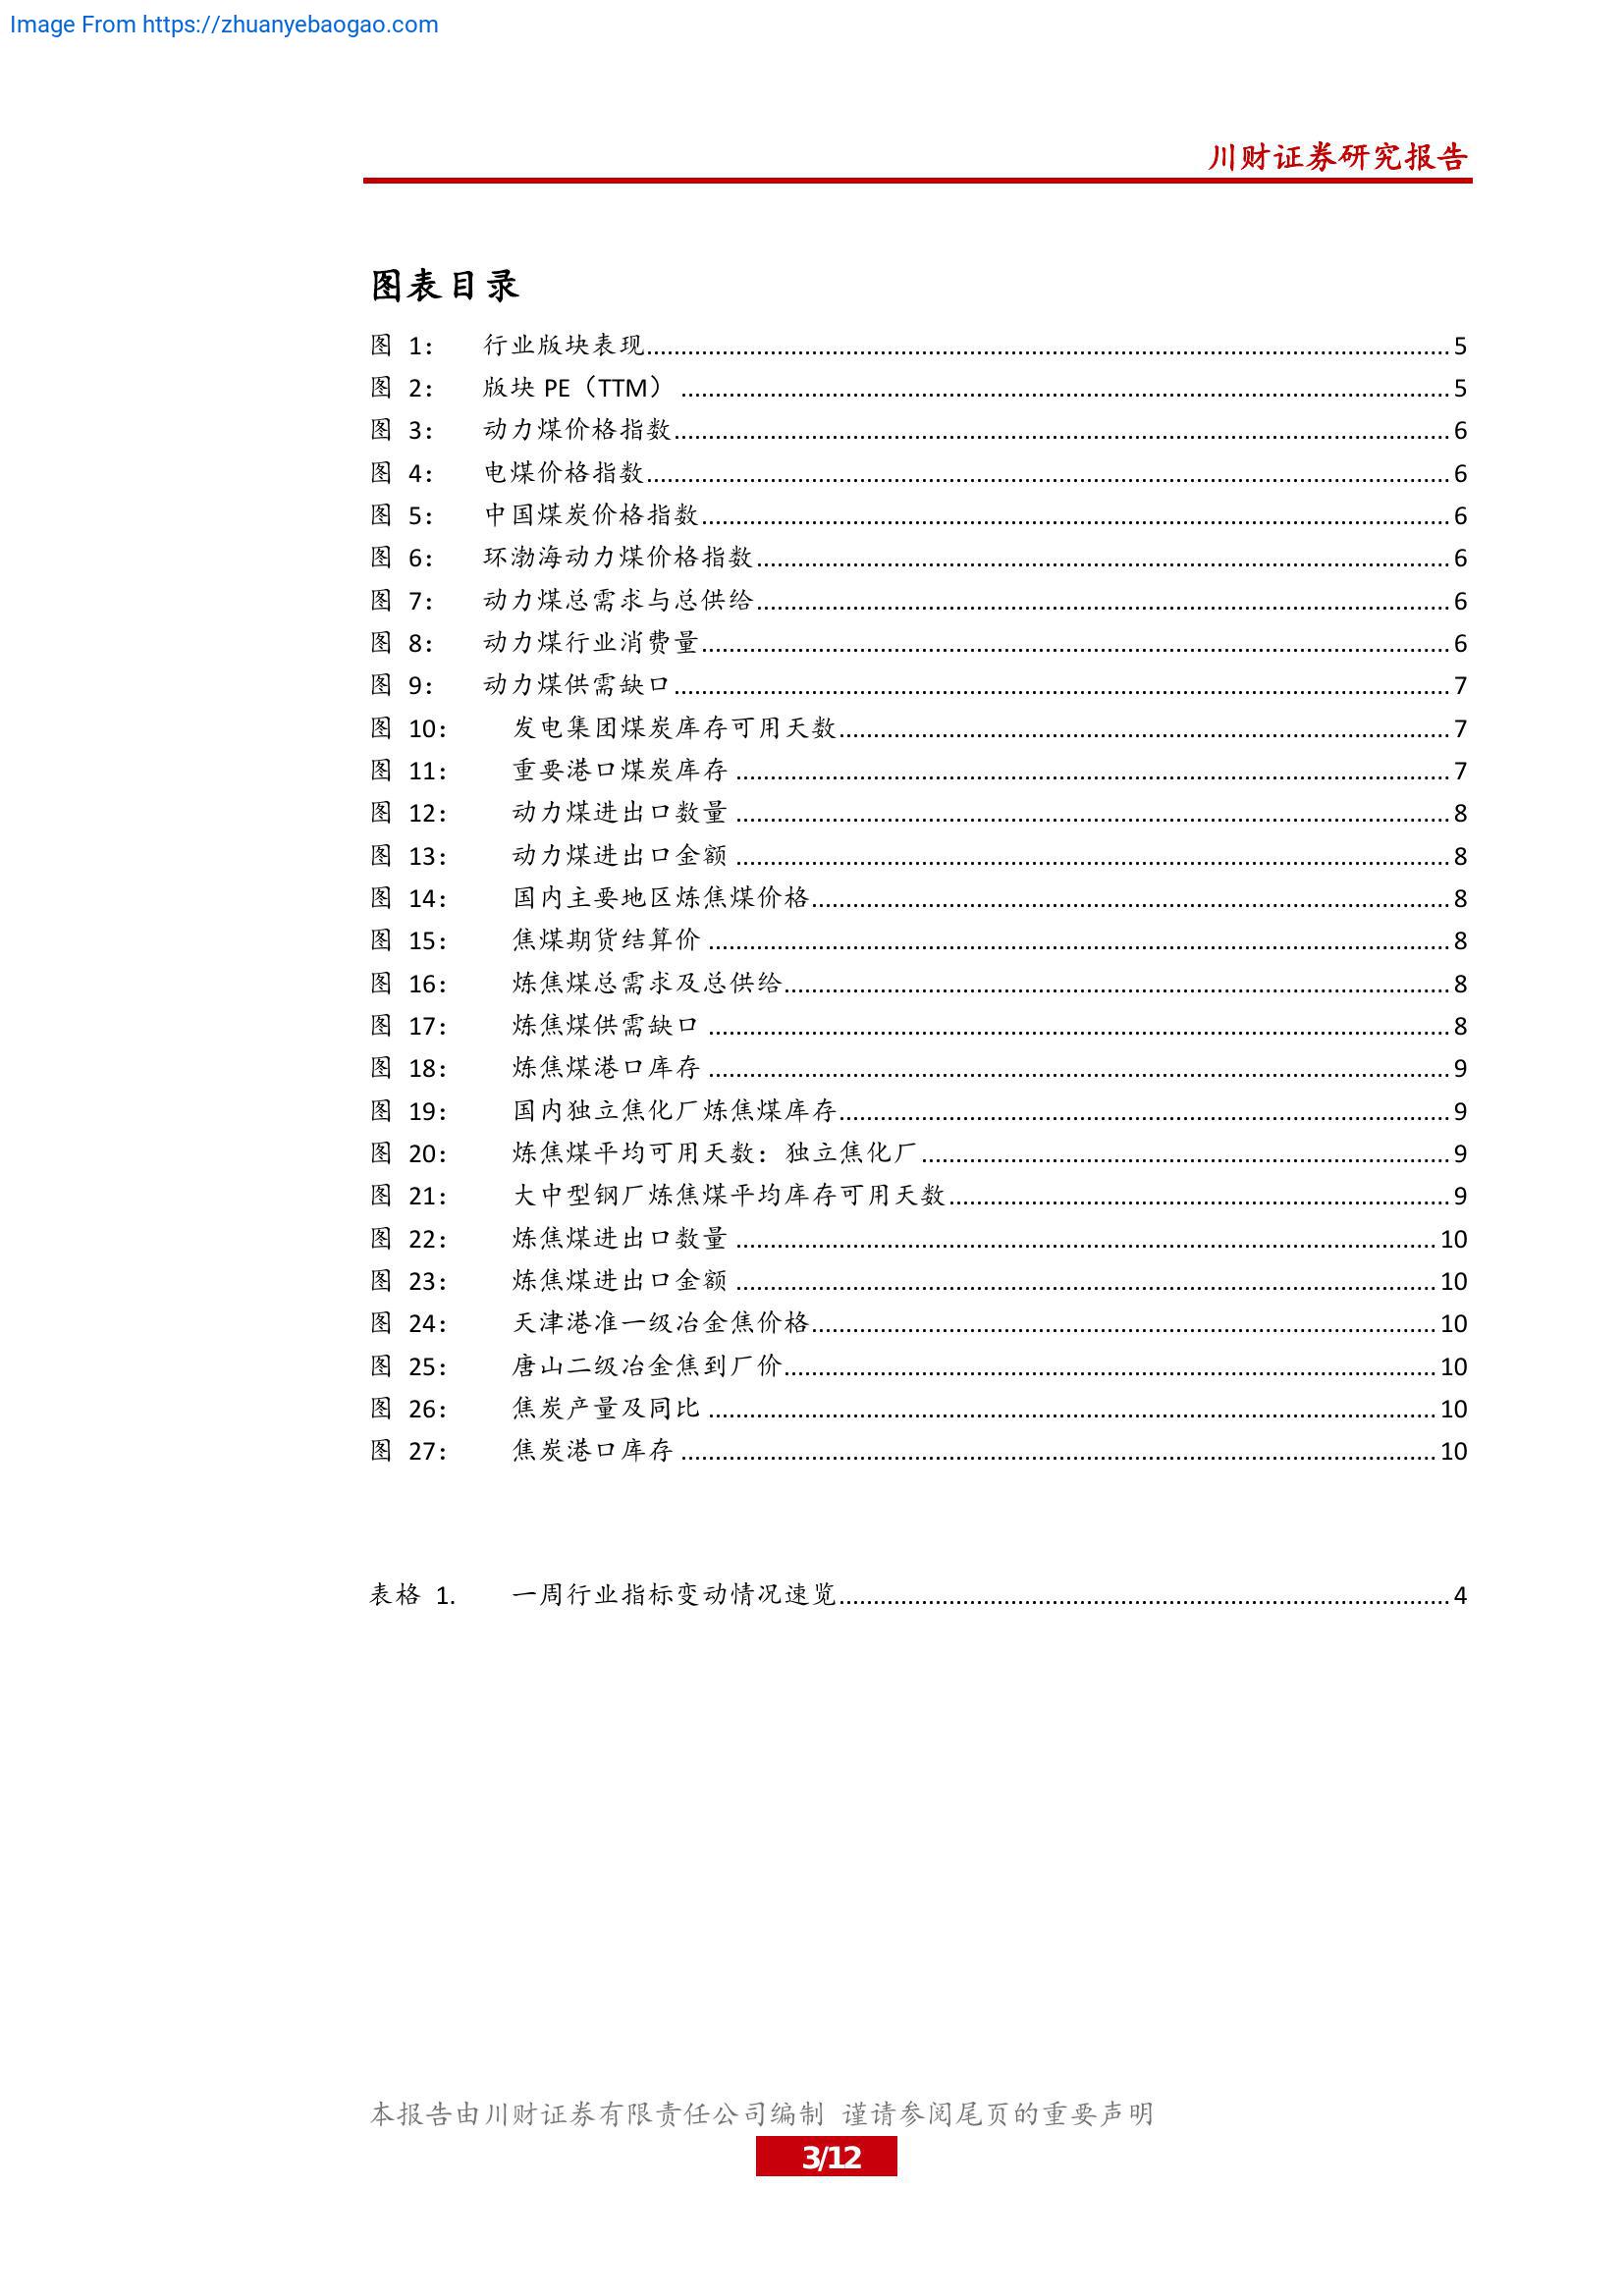 Image From https://zhuanyebaogao.com
川财证券研究报告
图表目录
图 1： 行业版块表现 5
图 2： 版块 PE（TTM） 5
图 3： 动力煤价格指数 6
图 4： 电煤价格指数 6
图 5： 中国煤炭价格指数 6
图 6： 环渤海动力煤价格指数 6
图 7： 动力煤总需求与总供给 6
图 8： 动力煤行业消费量 6
图 9： 动力煤供需缺口 7
图 10： 发电集团煤炭库存可用天数 7
图 11： 重要港口煤炭库存 7
图 12： 动力煤进出口数量 8
图 13： 动力煤进出口金额 8
图 14： 国内主要地区炼焦煤价格 8
图 15： 焦煤期货结算价 8
图 16： 炼焦煤总需求及总供给 8
图 17： 炼焦煤供需缺口 8
图 18： 炼焦煤港口库存 9
图 19： 国内独立焦化厂炼焦煤库存 9
图 20： 炼焦煤平均可用天数：独立焦化厂 9
图 21： 大中型钢厂炼焦煤平均库存可用天数 9
图 22： 炼焦煤进出口数量 10
图 23： 炼焦煤进出口金额 10
图 24： 天津港准一级冶金焦价格 10
图 25： 唐山二级冶金焦到厂价 10
图 26： 焦炭产量及同比 10
图 27： 焦炭港口库存 10
表格 1. 一周行业指标变动情况速览 4
本报告由川财证券有限责任公司编制 谨请参阅尾页的重要声明
3/12